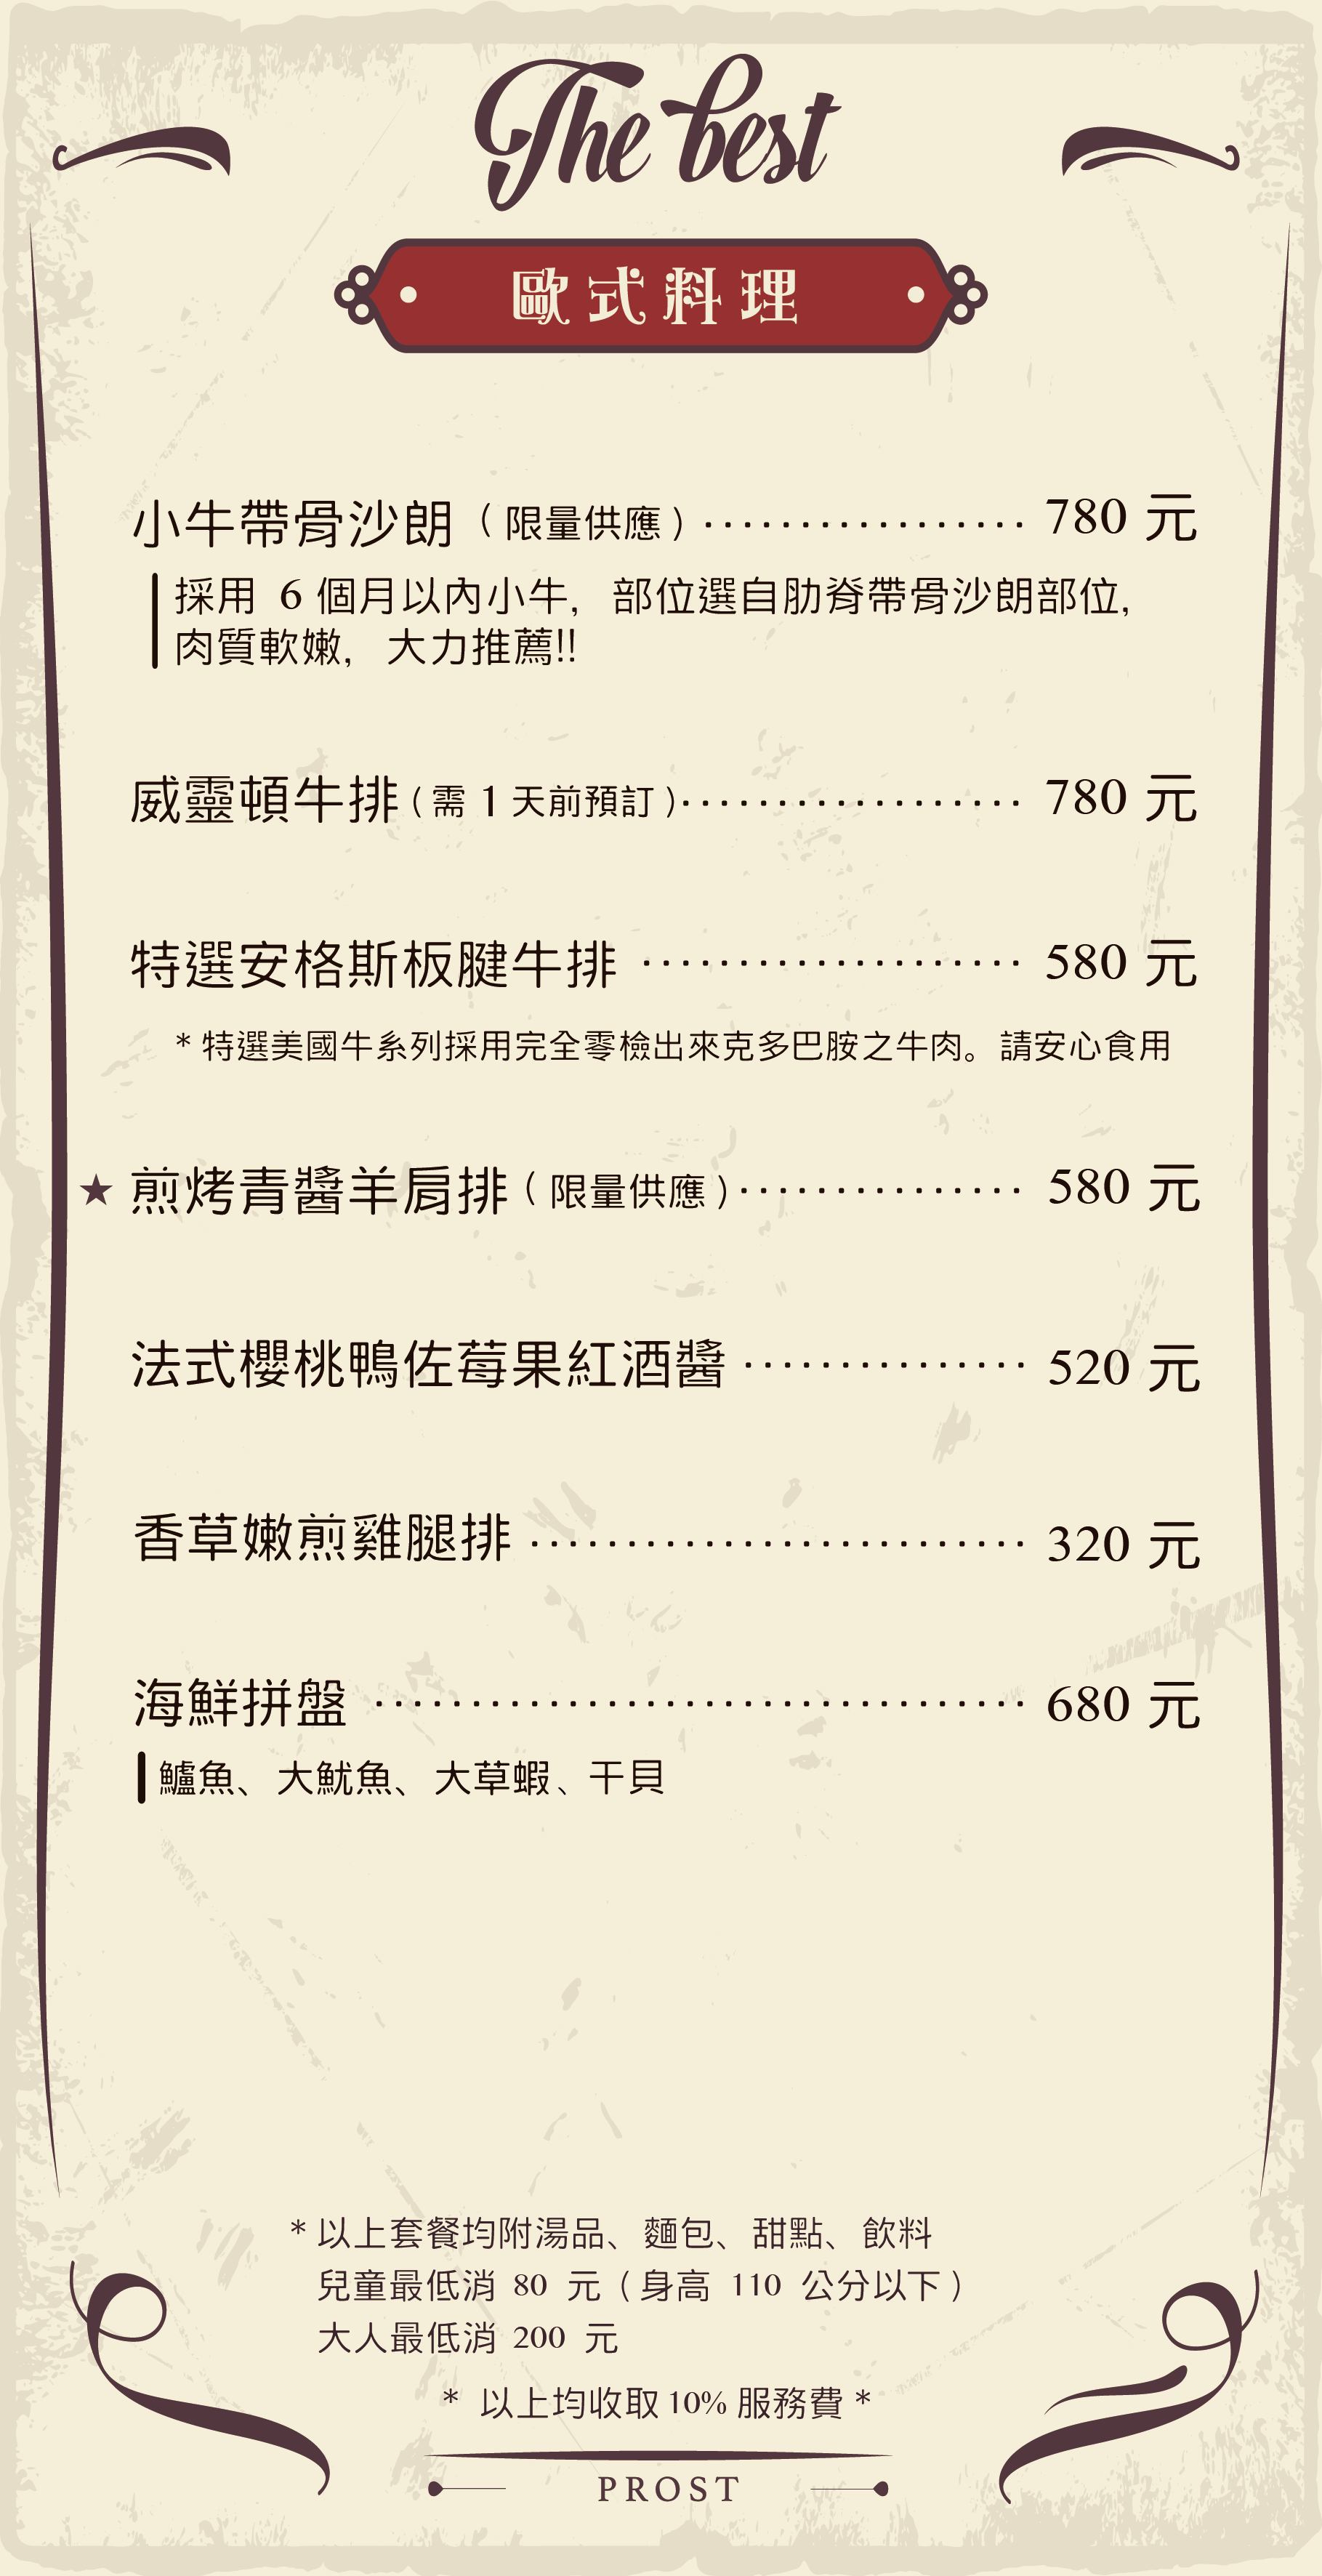 The best
歐式料理
小牛帶骨沙朗（限量供應）·················780 元
採用 6 個月以內小牛，部位選自肋脊帶骨沙朗部位，
肉質軟嫩，大力推薦!!
威靈頓牛排（需 1 天前預訂）··················780 元
特選安格斯板腱牛排 ····················580 元
* 特選美國牛系列採用完全零檢出來克多巴胺之牛肉。請安心食用
★ 煎烤青醬羊肩排（限量供應）···············580 元
法式櫻桃鴨佐莓果紅酒醬 ···············520 元
香草嫩煎雞腿排 ··························320 元
海鮮拼盤 ··································680 元
鱸魚、大魷魚、大草蝦、干貝
* 以上套餐均附湯品、麵包、甜點、飲料
兒童最低消 80 元（身高 110 公分以下）
大人最低消 200 元
* 以上均收取 10% 服務費 *
PROST